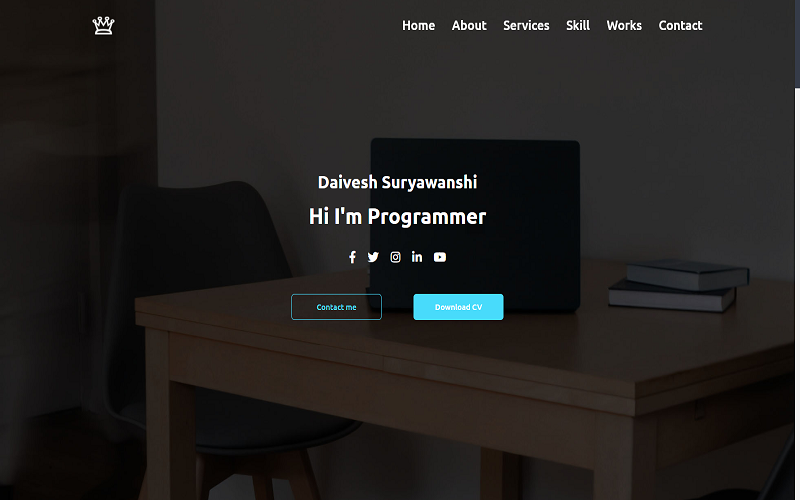 Home About Services Skill Works Contact
Daivesh Suryawanshi
Hi I'm Programmer
Contact me Download CV